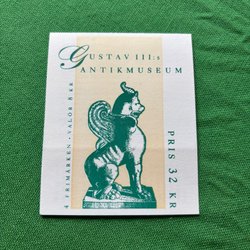 GUSTAV III:s
ANTIKMUSEUM
4 FRIMÄRKEN · VALÖR 8 KR
PRIS 32 KR